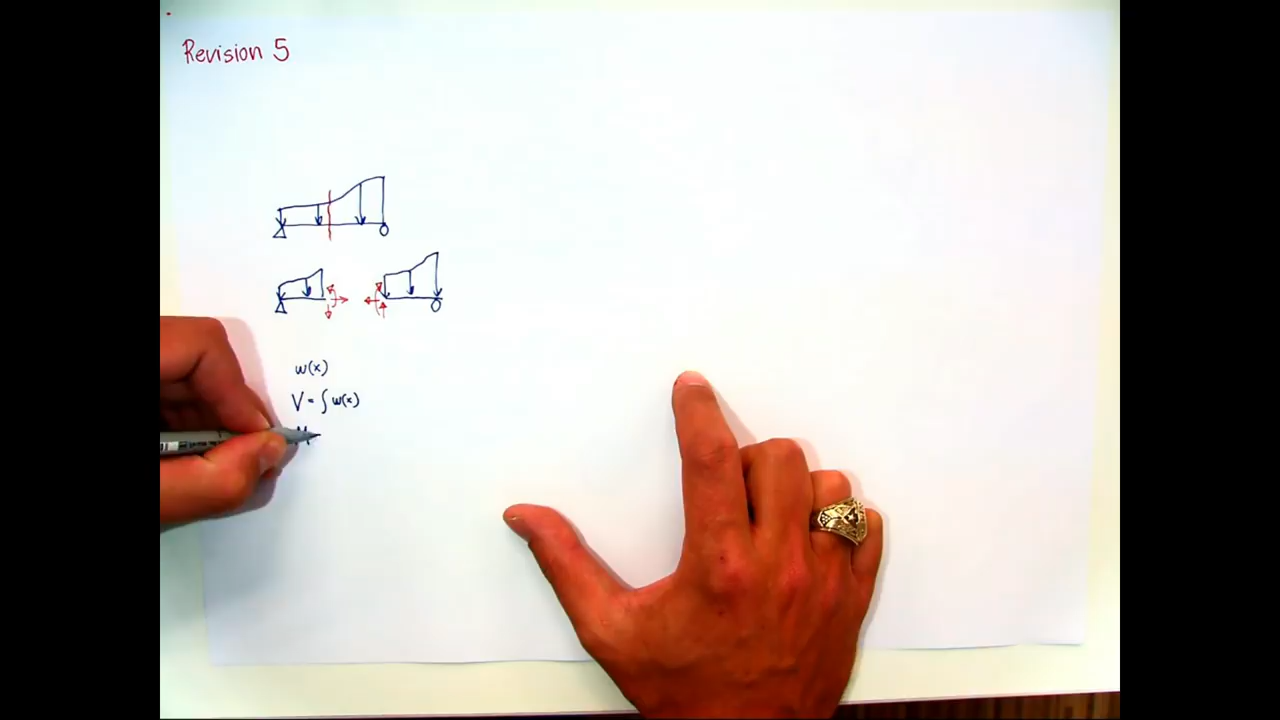 Revision 5
w(x)
V = ∫ w(x)
M